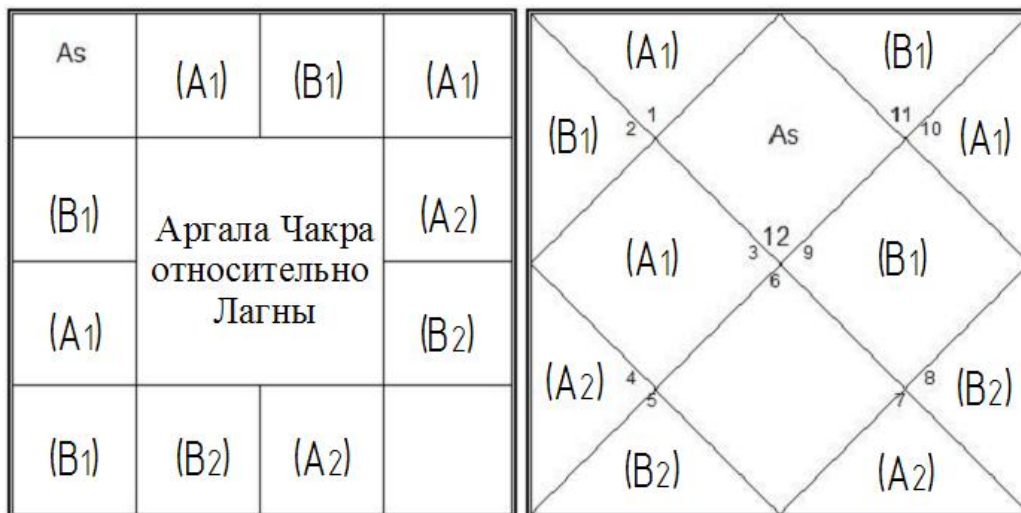 As (A1) (B1) (A1)
(B1) (A2)
Аргала Чакра
относительно
Лагны
(A1) (B2)
(B1) (B2) (A2)
(A1) (B1)
2 1 11 10
(B1) As (A1)
(A1) 3 12 9 (B1)
6
(A2) 4 5 7 8 (B2)
(B2) (A2)